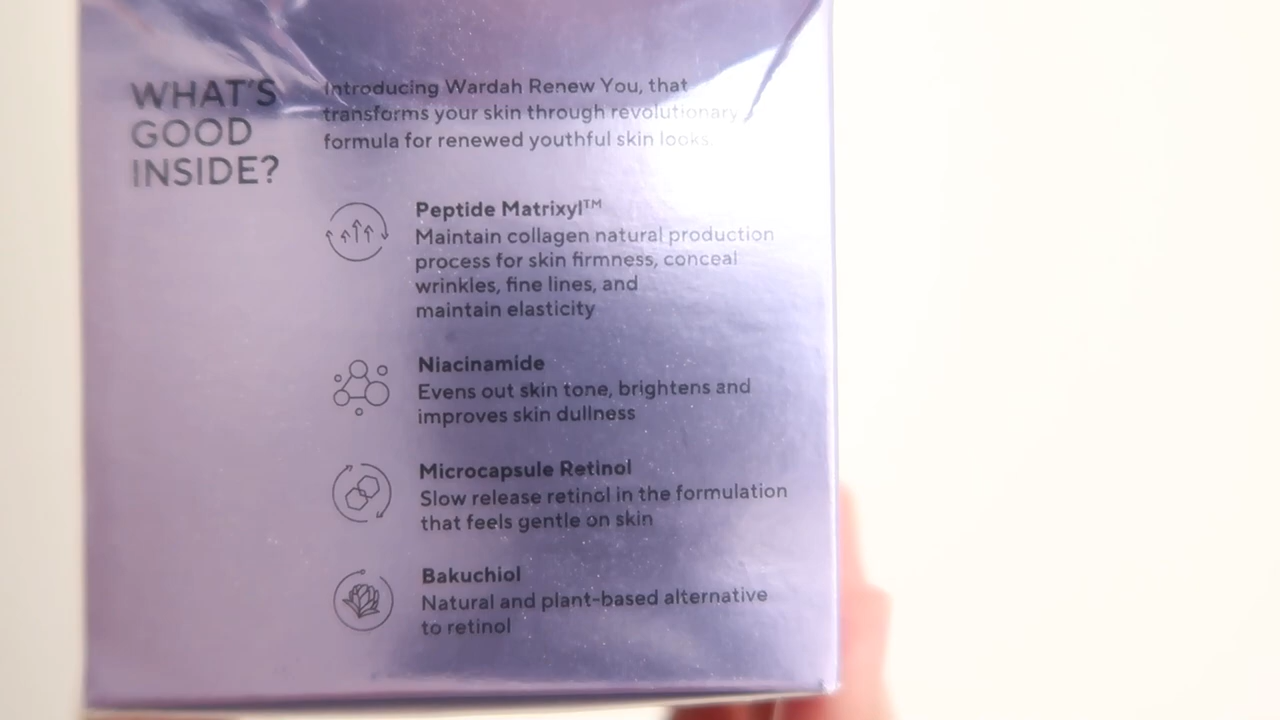 WHAT'S
GOOD
INSIDE?
Introducing Wardah Renew You, that
transforms your skin through revolutionary
formula for renewed youthful skin looks.
Peptide Matrixyl™
Maintain collagen natural production
process for skin firmness, conceal
wrinkles, fine lines, and
maintain elasticity
Niacinamide
Evens out skin tone, brightens and
improves skin dullness
Microcapsule Retinol
Slow release retinol in the formulation
that feels gentle on skin
Bakuchiol
Natural and plant-based alternative
to retinol